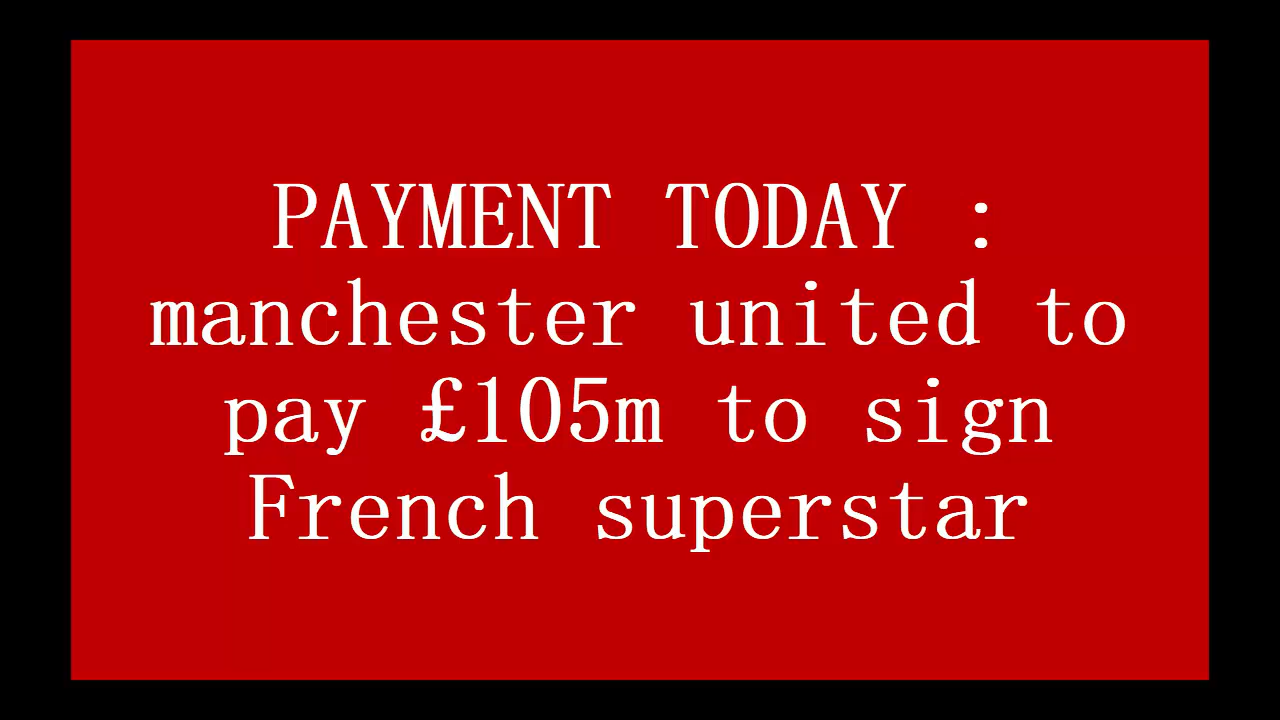 PAYMENT TODAY :
manchester united to
pay £105m to sign
French superstar